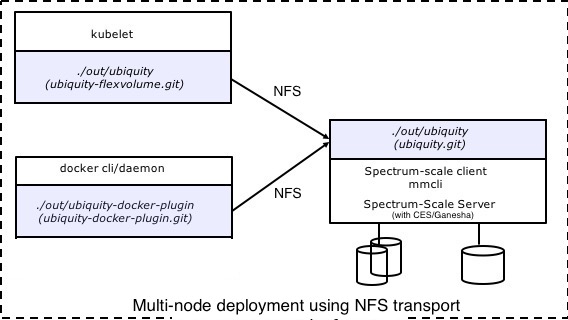 kubelet
./out/ubiquity
(ubiquity-flexvolume.git)
NFS
./out/ubiquity
(ubiquity.git)
docker cli/daemon
Spectrum-scale client
mmcli
./out/ubiquity-docker-plugin
(ubiquity-docker-plugin.git)
NFS
Spectrum-Scale Server
(with CES/Ganesha)
Multi-node deployment using NFS transport